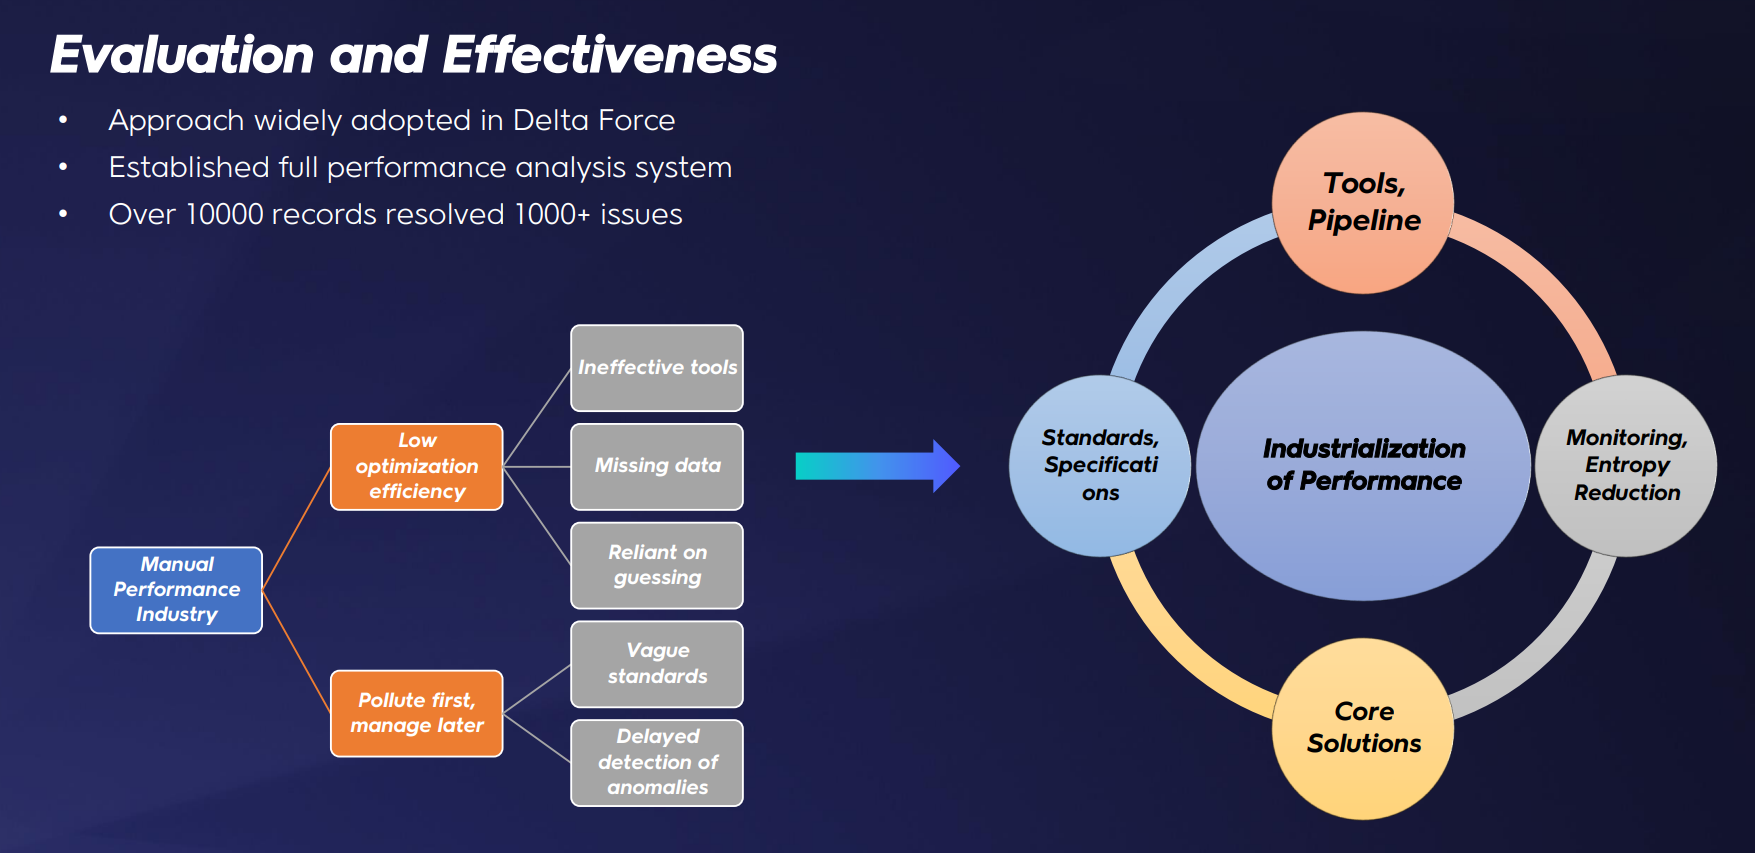 Evaluation and Effectiveness
• Approach widely adopted in Delta Force
• Established full performance analysis system
• Over 10000 records resolved 1000+ issues
Manual
Performance
Industry
Low
optimization
efficiency
Pollute first,
manage later
Ineffective tools
Missing data
Reliant on
guessing
Vague
standards
Delayed
detection of
anomalies
Tools,
Pipeline
Standards,
Specificati
ons
Industrialization
of Performance
Monitoring,
Entropy
Reduction
Core
Solutions